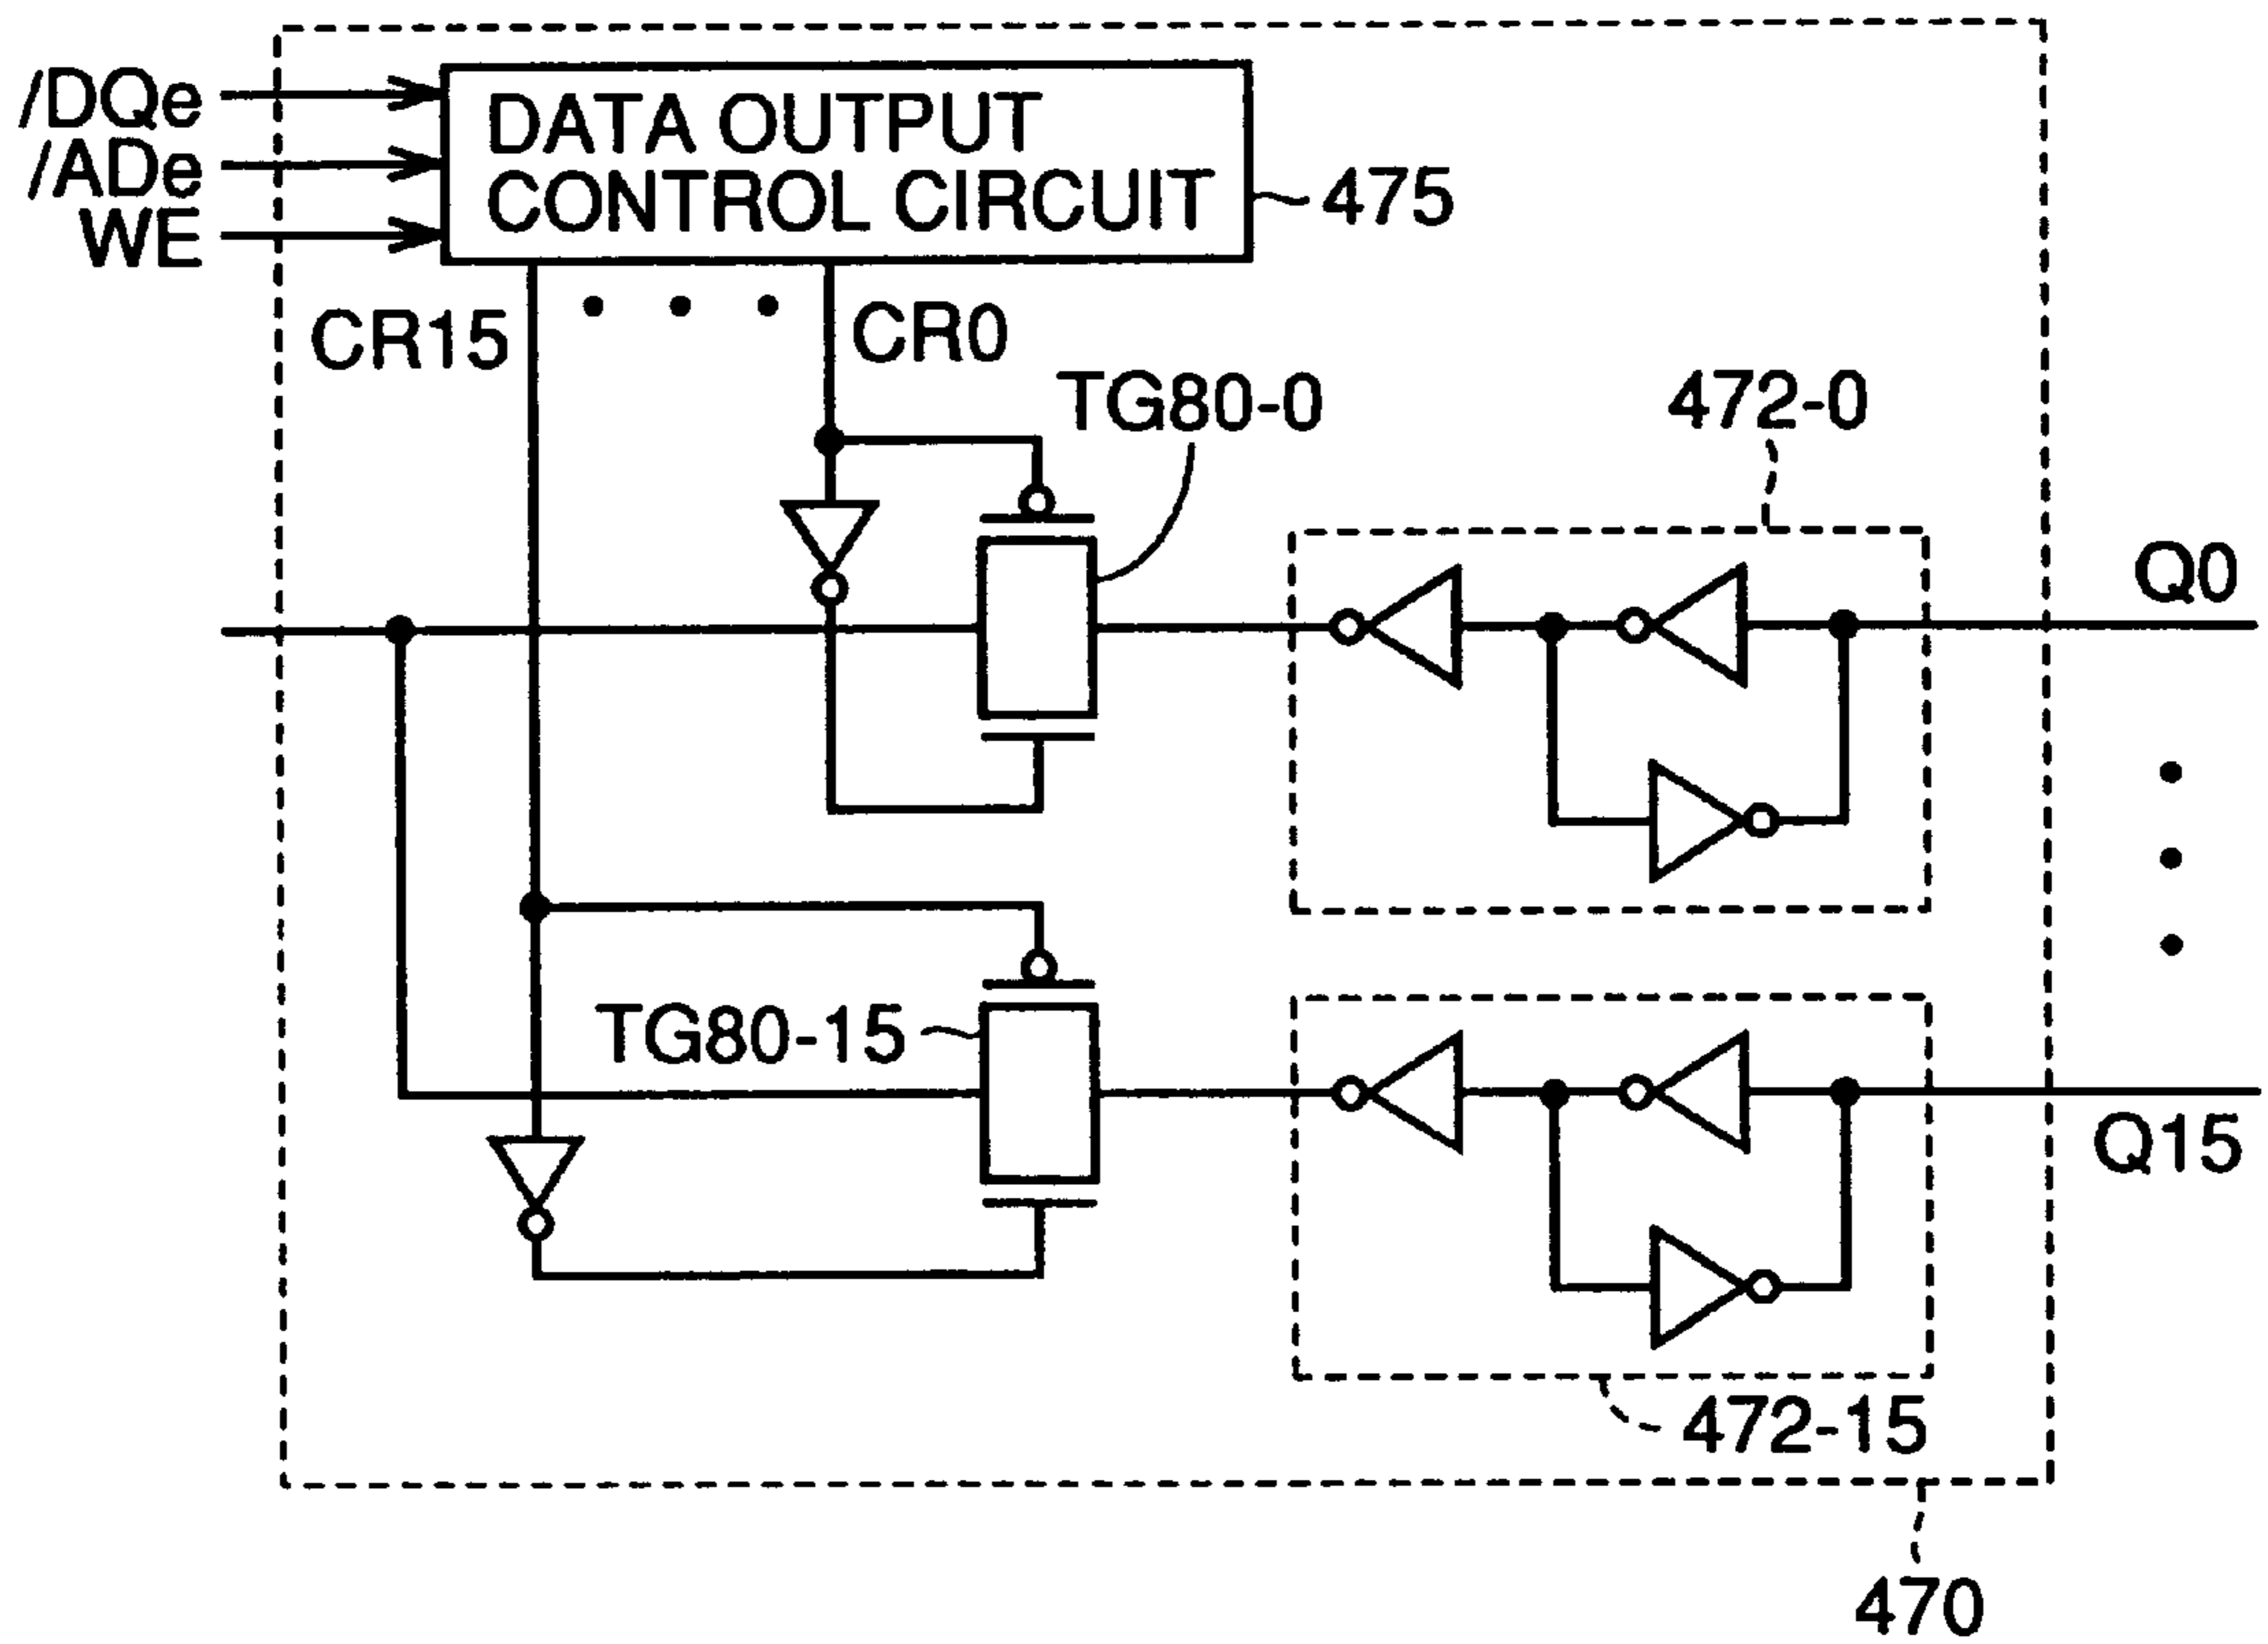 /DQe
/ADe
WE
DATA OUTPUT
CONTROL CIRCUIT
475
CR15
CR0
TG80-0
472-0
Q0
TG80-15
Q15
472-15
470